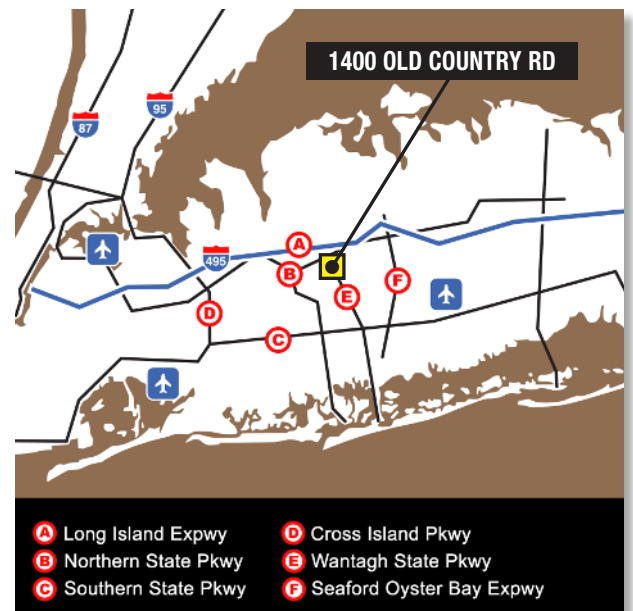 1400 OLD COUNTRY RD
95
87
A
495
B
F
E
D
C
A Long Island Expwy
B Northern State Pkwy
C Southern State Pkwy
D Cross Island Pkwy
E Wantagh State Pkwy
F Seaford Oyster Bay Expwy